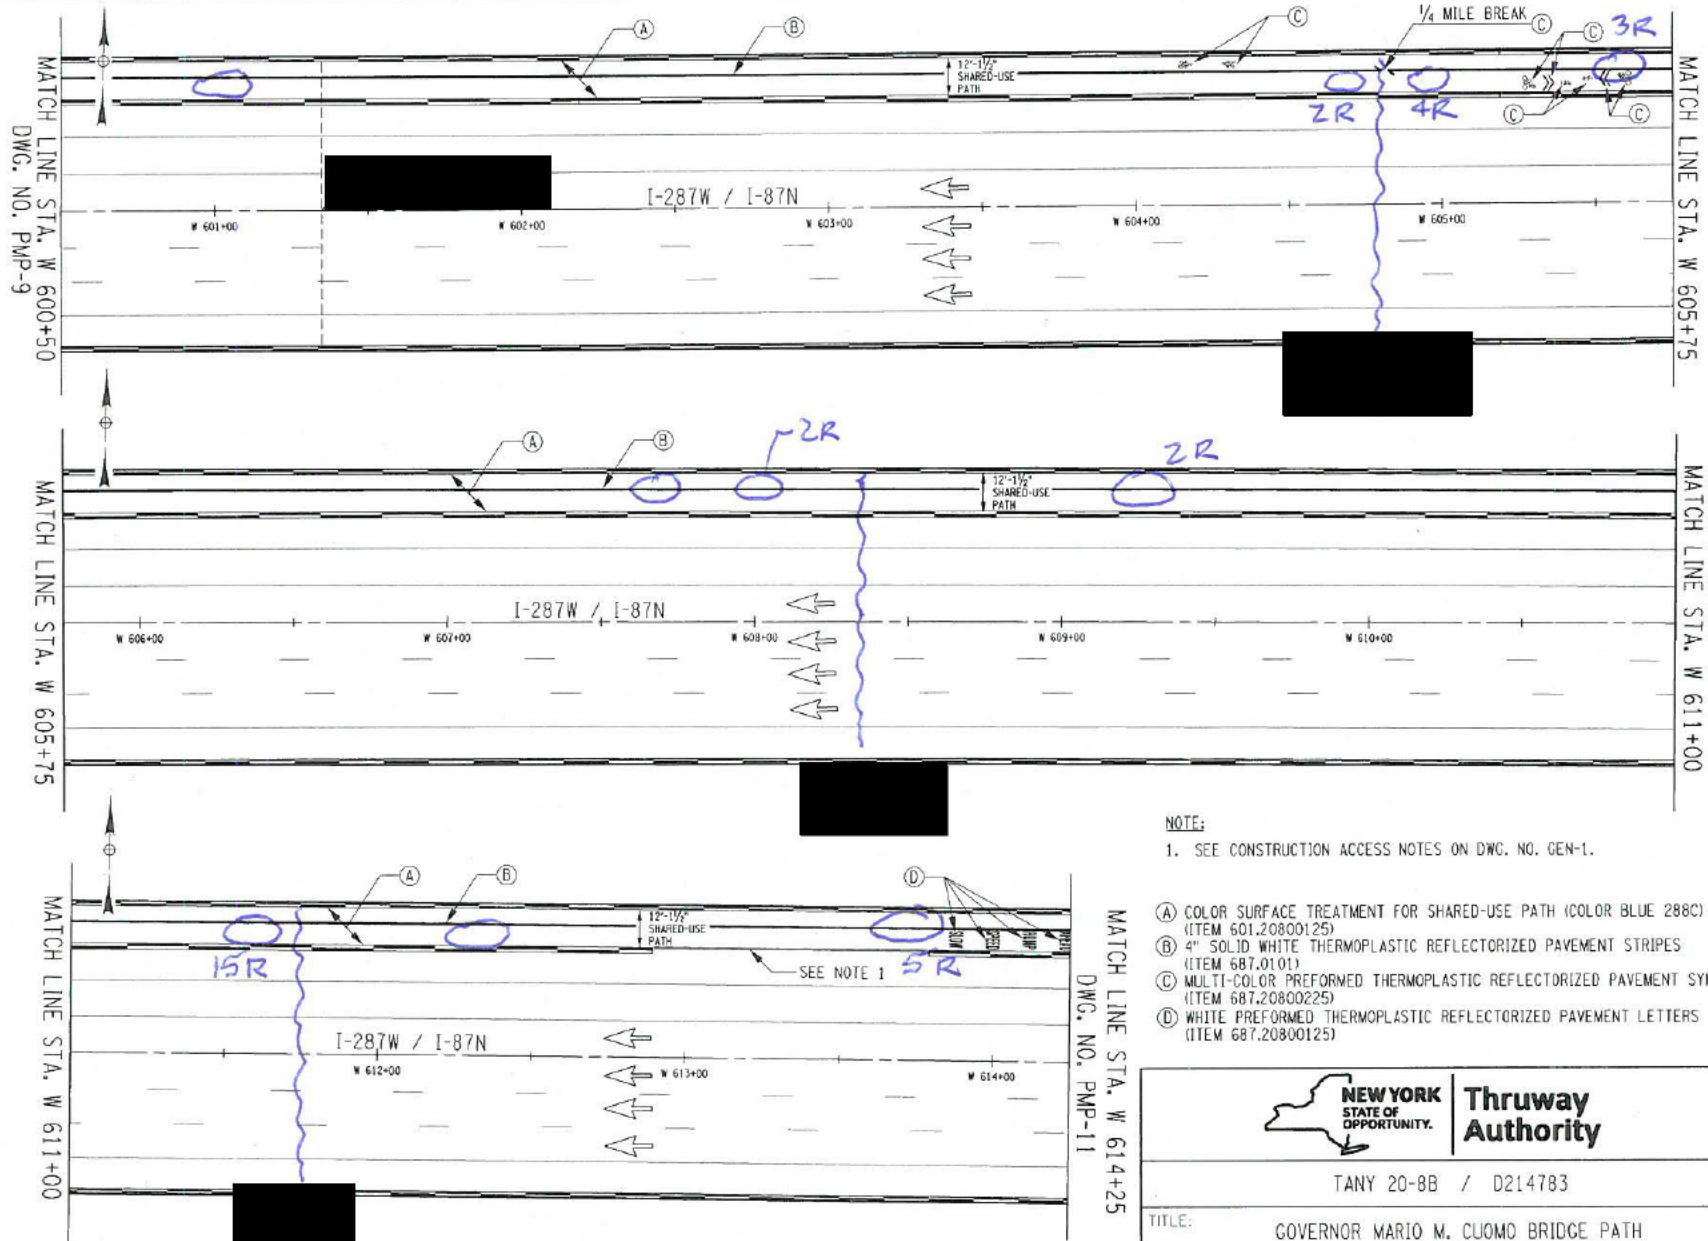 MATCH LINE STA. W 600+50
DWG. NO. PMP-9
A
B
C
1/4 MILE BREAK
C
C
3R
12'-1½"
SHARED-USE
PATH
2R
4R
C
C
I-287W / I-87N
W 601+00
W 602+00
W 603+00
W 604+00
W 605+00
MATCH LINE STA. W 605+75
MATCH LINE STA. W 605+75
A
B
~2R
2R
12'-1½"
SHARED-USE
PATH
I-287W / I-87N
W 606+00
W 607+00
W 608+00
W 609+00
W 610+00
MATCH LINE STA. W 611+00
MATCH LINE STA. W 611+00
A
B
D
12'-1½"
SHARED-USE
PATH
SLOW
SPEED
15R
SEE NOTE 1
5R
I-287W / I-87N
W 612+00
W 613+00
W 614+00
MATCH LINE STA. W 614+25
DWG. NO. PMP-11
NOTE:
1. SEE CONSTRUCTION ACCESS NOTES ON DWG. NO. GEN-1.
A COLOR SURFACE TREATMENT FOR SHARED-USE PATH (COLOR BLUE 288C)
(ITEM 601.20800125)
B 4" SOLID WHITE THERMOPLASTIC REFLECTORIZED PAVEMENT STRIPES
(ITEM 687.0101)
C MULTI-COLOR PREFORMED THERMOPLASTIC REFLECTORIZED PAVEMENT SY
(ITEM 687.20800225)
D WHITE PREFORMED THERMOPLASTIC REFLECTORIZED PAVEMENT LETTERS
(ITEM 687.20800125)
NEW YORK
STATE OF
OPPORTUNITY.
Thruway
Authority
TANY 20-8B / D214783
TITLE:
GOVERNOR MARIO M. CUOMO BRIDGE PATH